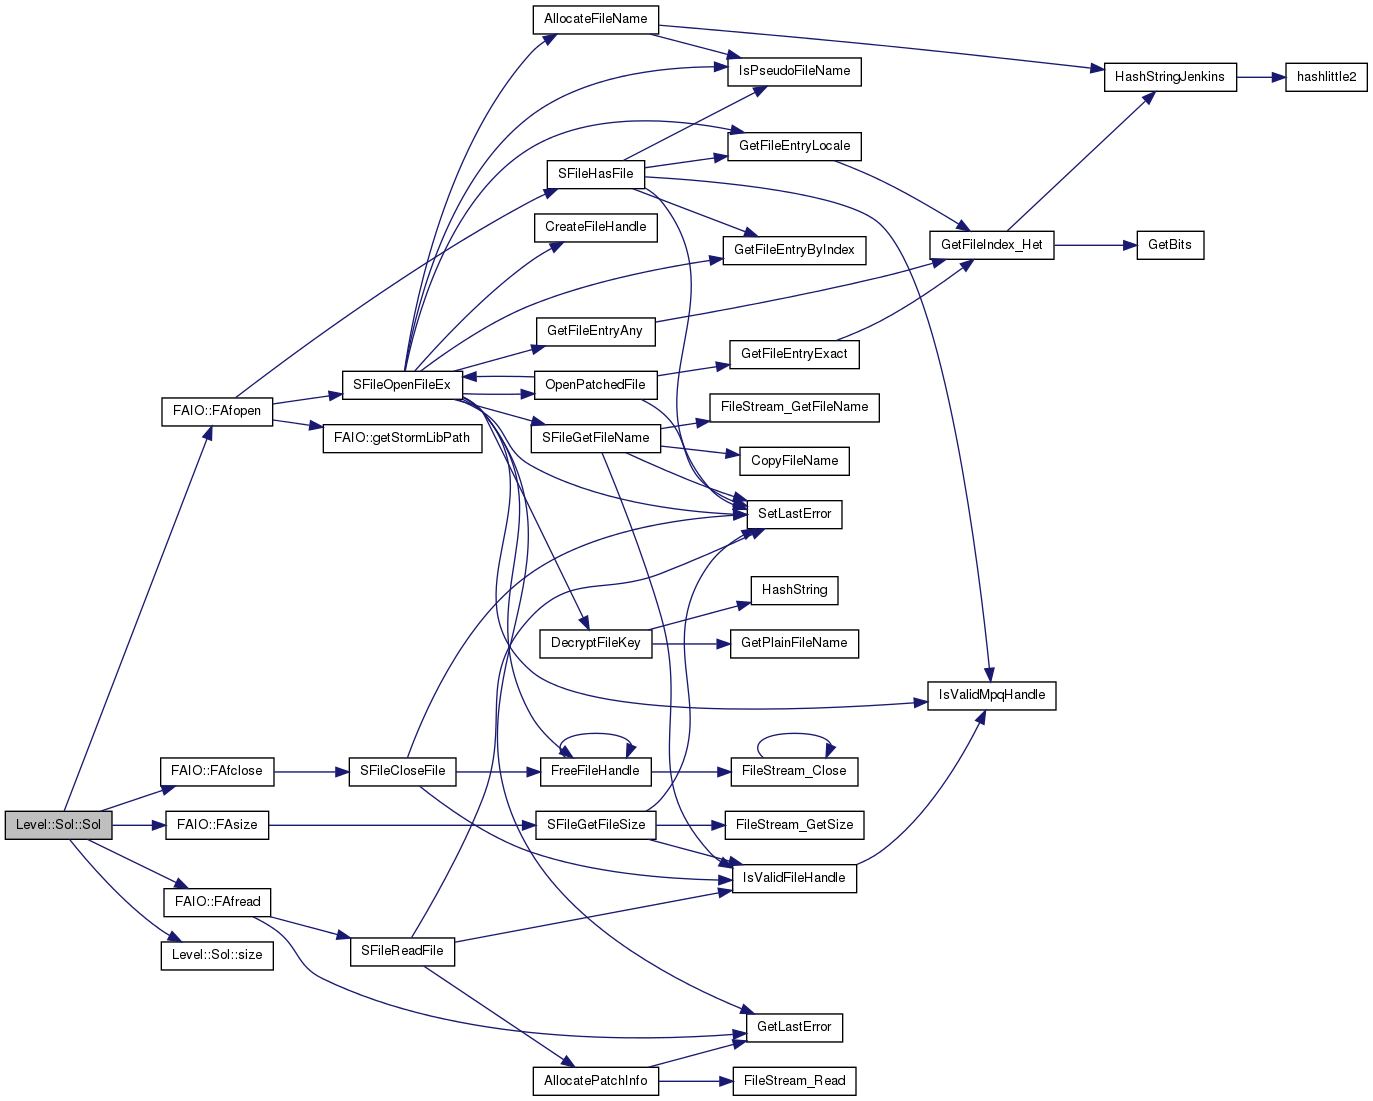 AllocateFileName
IsPseudoFileName
HashStringJenkins
hashlittle2
GetFileEntryLocale
SFileHasFile
CreateFileHandle
GetFileEntryByIndex
GetFileIndex_Het
GetBits
GetFileEntryAny
GetFileEntryExact
SFileOpenFileEx
OpenPatchedFile
FAIO::FAfopen
FileStream_GetFileName
FAIO::getStormLibPath
SFileGetFileName
CopyFileName
SetLastError
HashString
DecryptFileKey
GetPlainFileName
IsValidMpqHandle
FAIO::FAfclose
SFileCloseFile
FreeFileHandle
FileStream_Close
Level::Sol::Sol
FAIO::FAsize
SFileGetFileSize
FileStream_GetSize
IsValidFileHandle
FAIO::FAfread
SFileReadFile
Level::Sol::size
GetLastError
AllocatePatchInfo
FileStream_Read